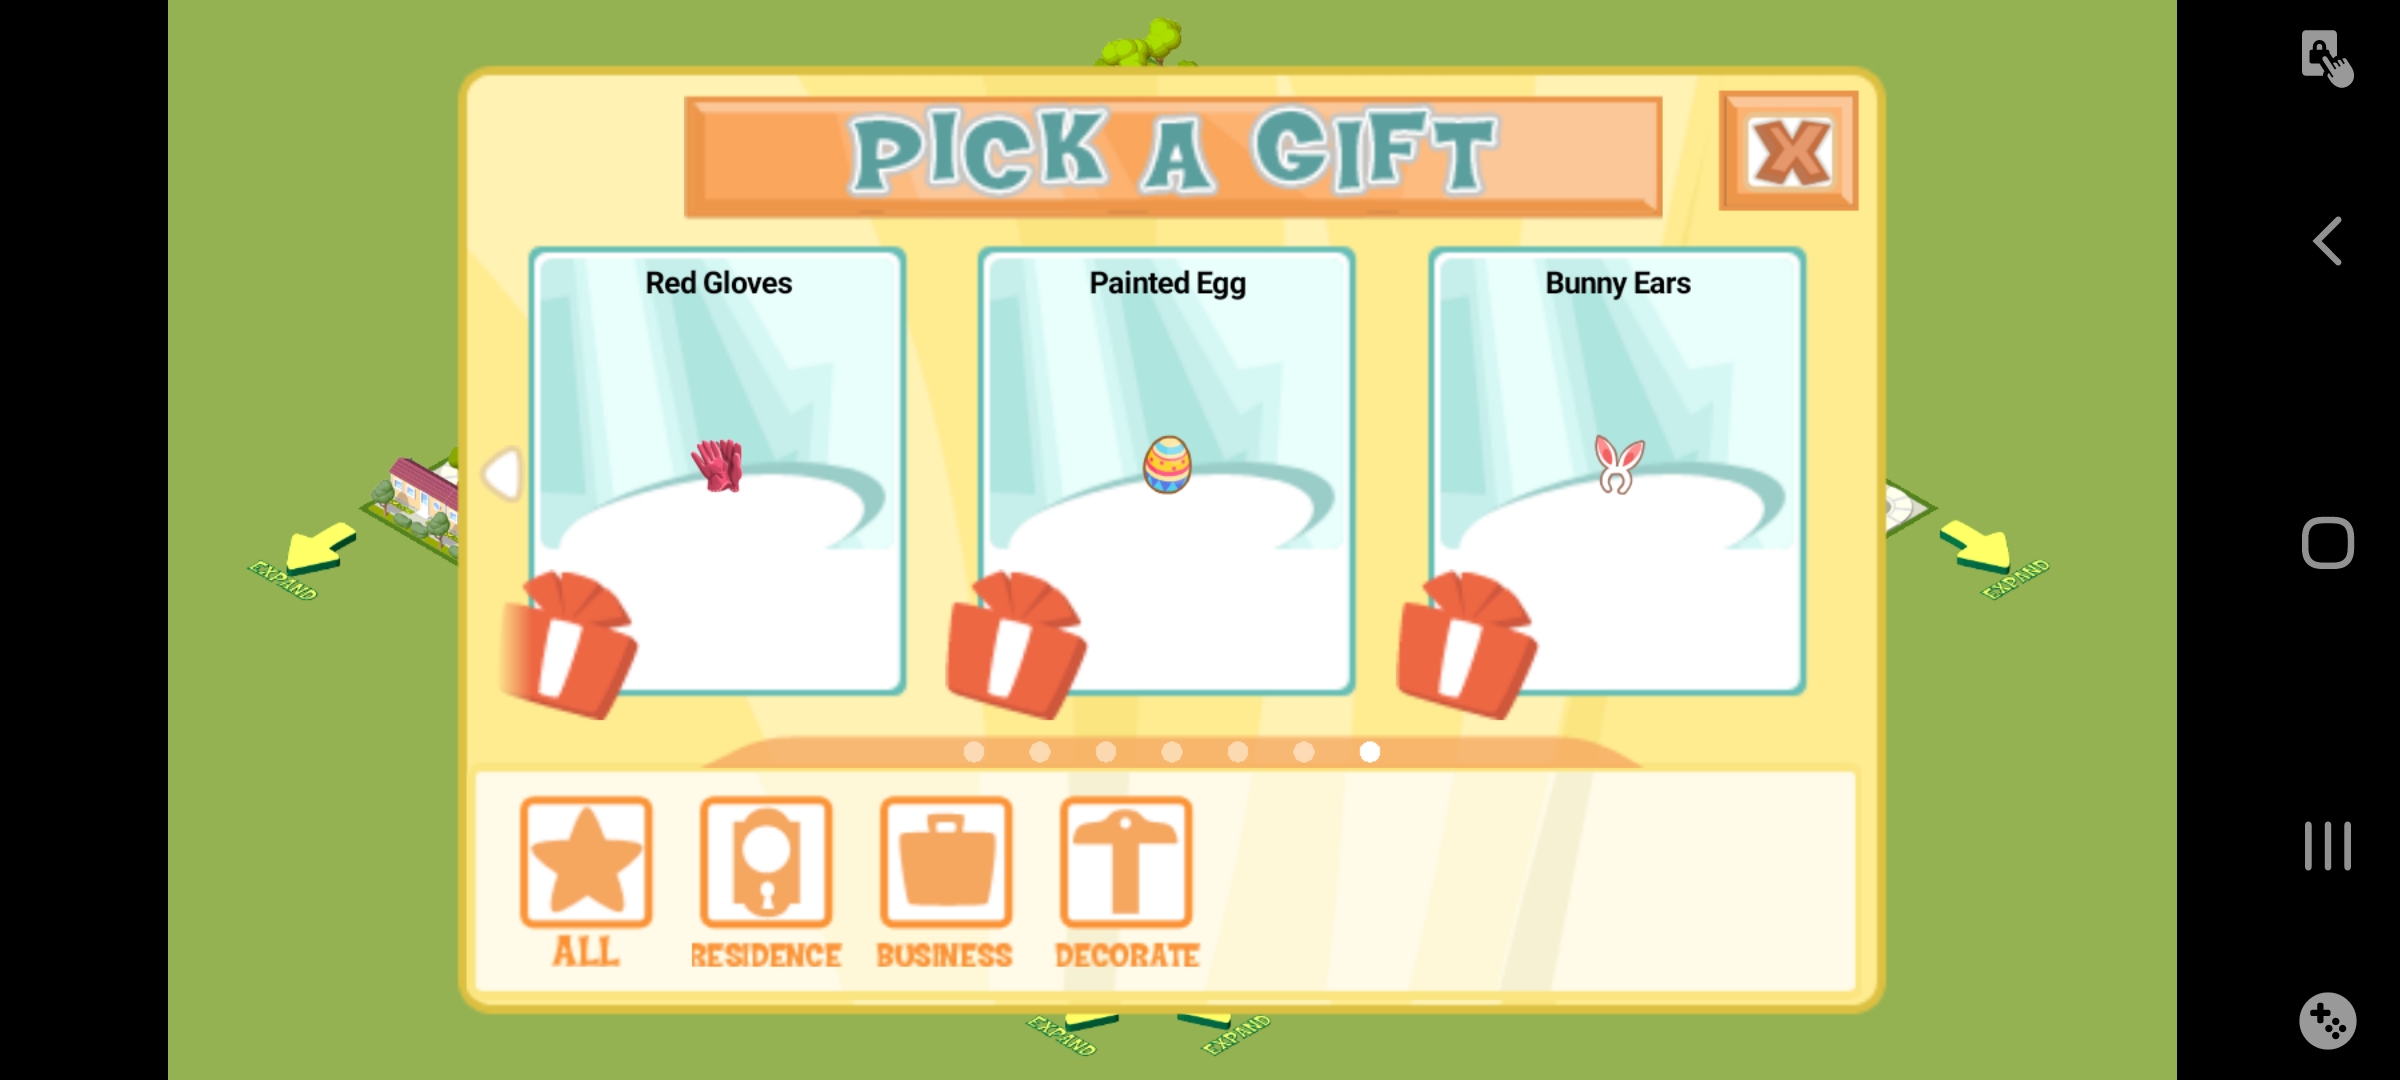 PICK A GIFT
X
Red Gloves
Painted Egg
Bunny Ears
EXPAND
EXPAND
ALL
RESIDENCE
BUSINESS
DECORATE
EXPAND
EXPAND